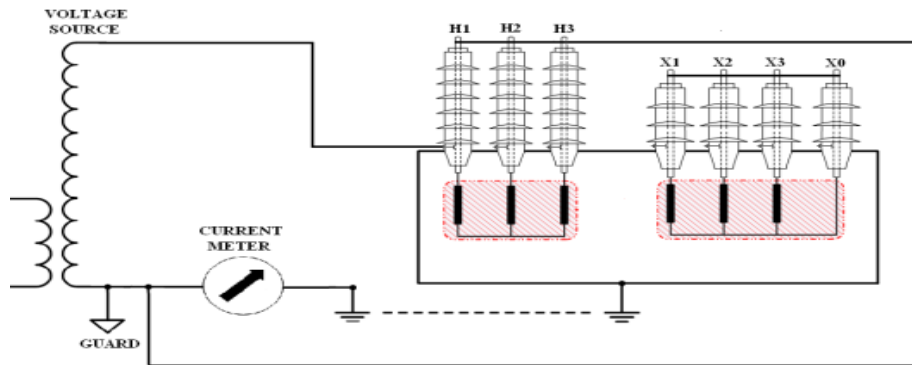 VOLTAGE
SOURCE
H1 H2 H3
X1 X2 X3 X0
CURRENT
METER
GUARD